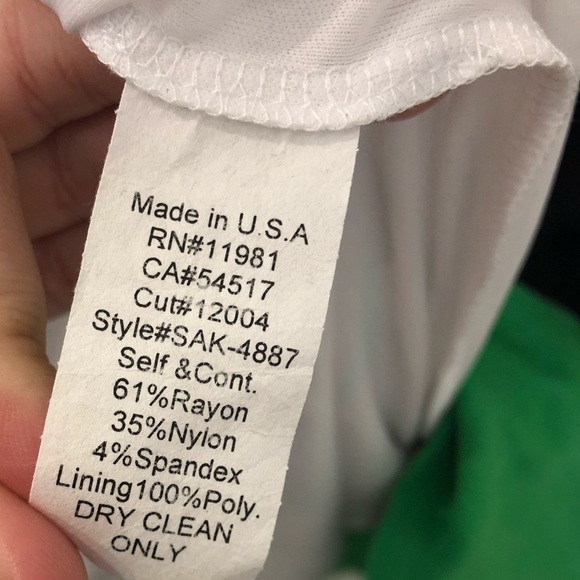 Made in U.S.A
RN#11981
CA#54517
Cut#12004
Style#SAK-4887
Self &Cont.
61%Rayon
35%Nylon
4%Spandex
Lining100%Poly.
DRY CLEAN
ONLY